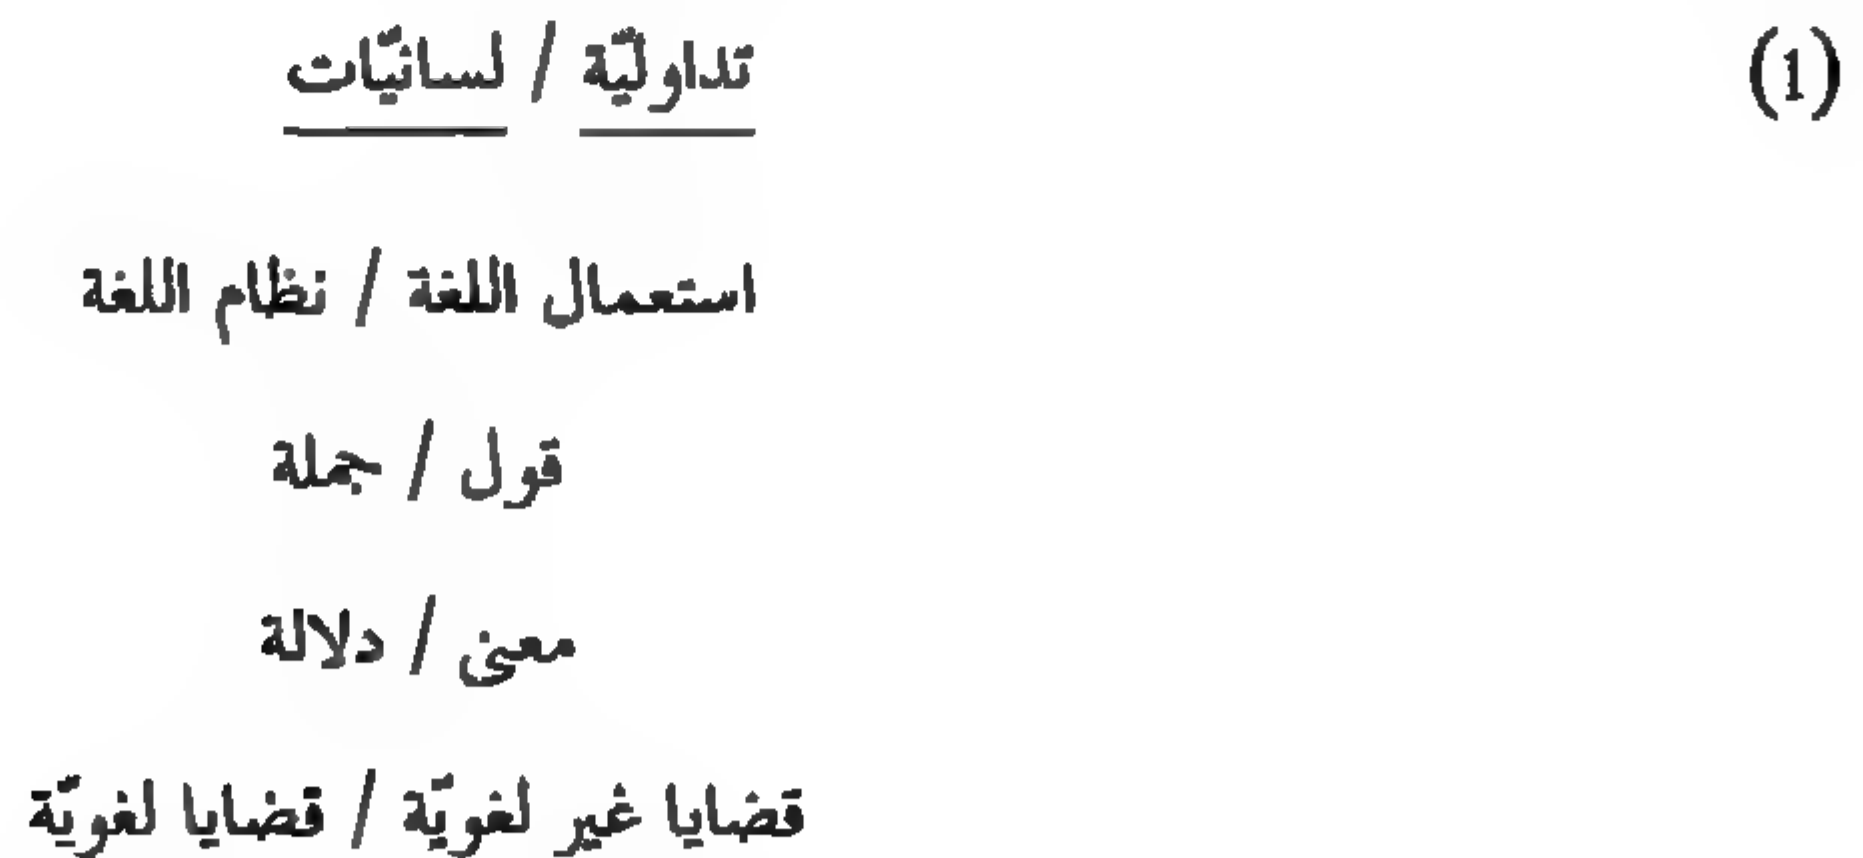 (1) تداوليّة / لسانيّات
استعمال اللغة / نظام اللغة
قول / جملة
معنى / دلالة
قضايا غير لغويّة / قضايا لغويّة